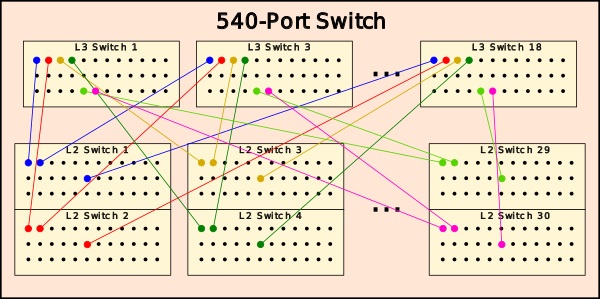 540-Port Switch
L3 Switch 1
L3 Switch 3
L3 Switch 18
...
L2 Switch 1
L2 Switch 3
L2 Switch 29
L2 Switch 2
L2 Switch 4
...
L2 Switch 30